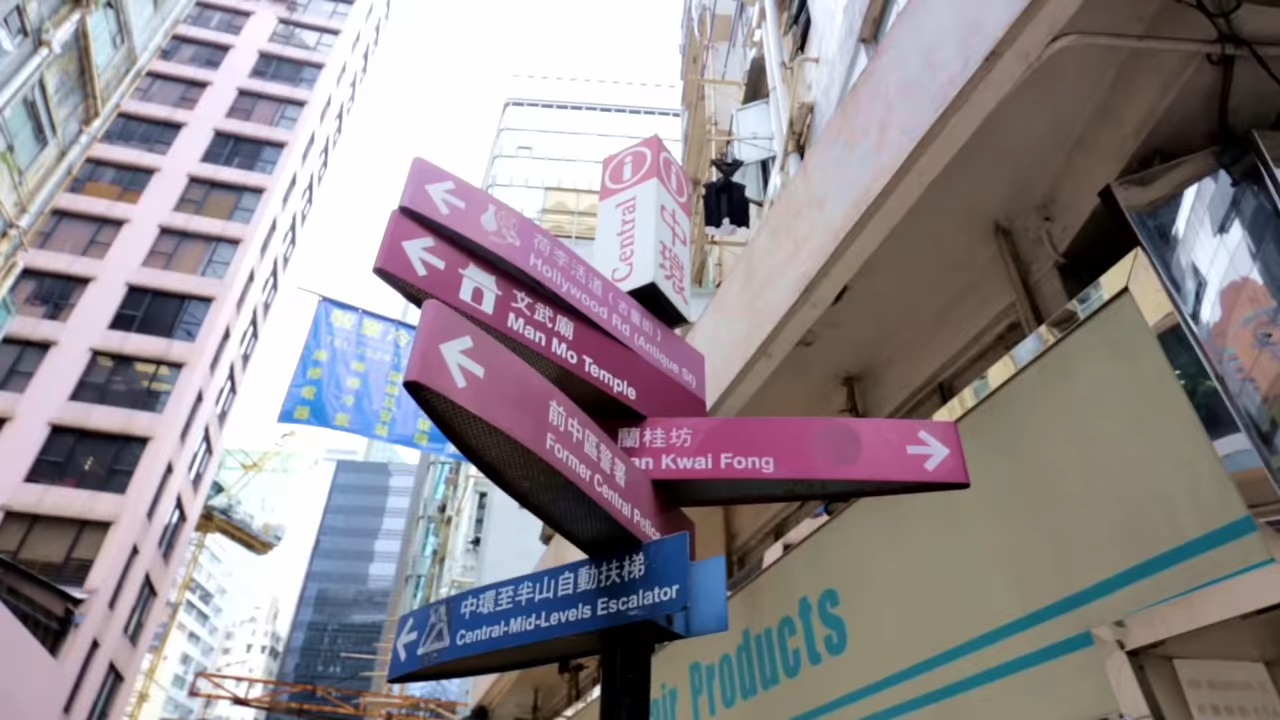 Central
中環
荷李活道（古董街）
Hollywood Rd (Antique St)
文武廟
Man Mo Temple
前中區警署
Former Central Police
蘭桂坊
an Kwai Fong
中環至半山自動扶梯
Central-Mid-Levels Escalator
Products